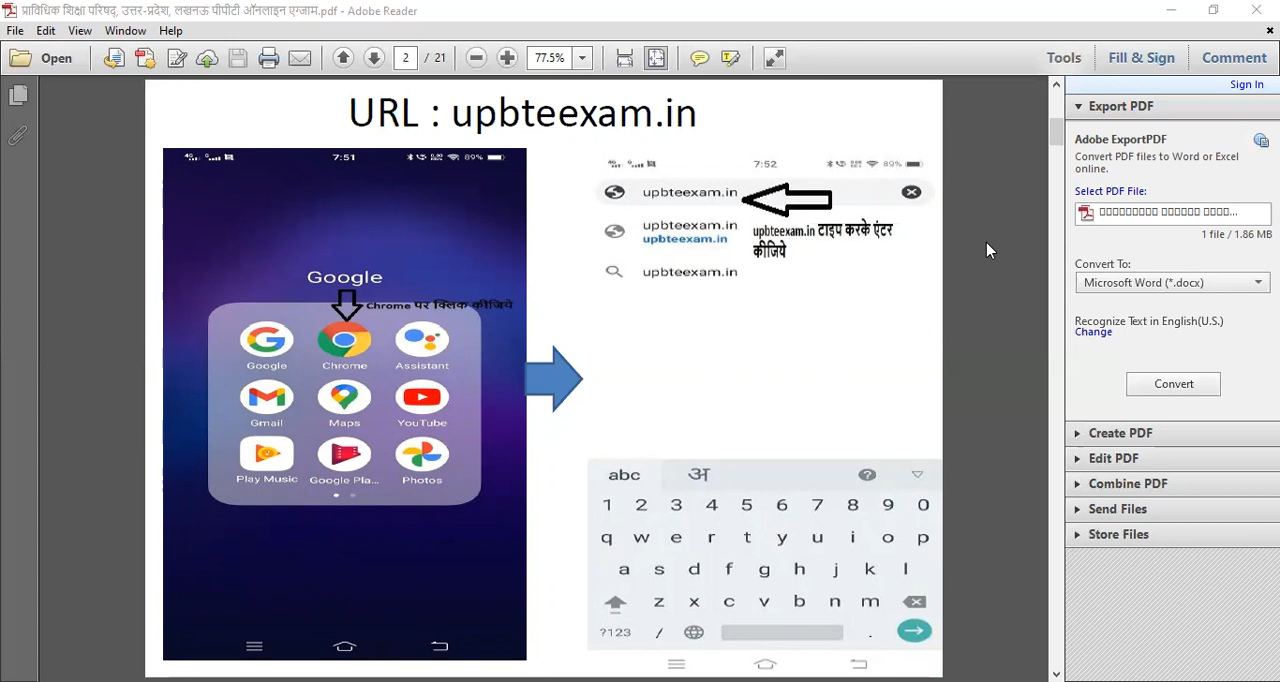 प्राविधिक शिक्षा परिषद्, उत्तर-प्रदेश, लखनऊ पीपीटी ऑनलाइन एग्जाम.pdf - Adobe Reader
File Edit View Window Help
Open 2 / 21 77.5% Tools Fill & Sign Comment
Sign In
URL : upbteexam.in
7:51 89%
Google
Chrome पर क्लिक कीजिये
Google Chrome Assistant
Gmail Maps YouTube
Play Music Google Pla... Photos
7:52 89%
upbteexam.in
upbteexam.in
upbteexam.in
upbteexam.in टाइप करके एंटर
कीजिये
upbteexam.in
abc अ
1 2 3 4 5 6 7 8 9 0
q w e r t y u i o p
a s d f g h j k l
z x c v b n m
?123 / .
Export PDF
Adobe ExportPDF
Convert PDF files to Word or Excel
online.
Select PDF File:
1 file / 1.86 MB
Convert To:
Microsoft Word (*.docx)
Recognize Text in English(U.S.)
Change
Convert
Create PDF
Edit PDF
Combine PDF
Send Files
Store Files